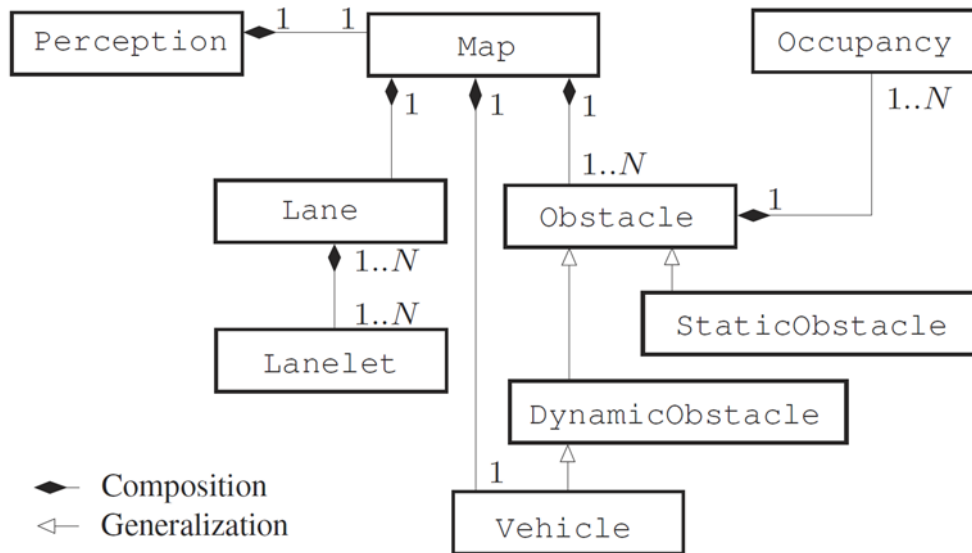 Perception
1
1
Map
Occupancy
1
1
1
1..N
1..N
Lane
Obstacle
1
1..N
1..N
StaticObstacle
Lanelet
DynamicObstacle
1
Composition
Vehicle
Generalization